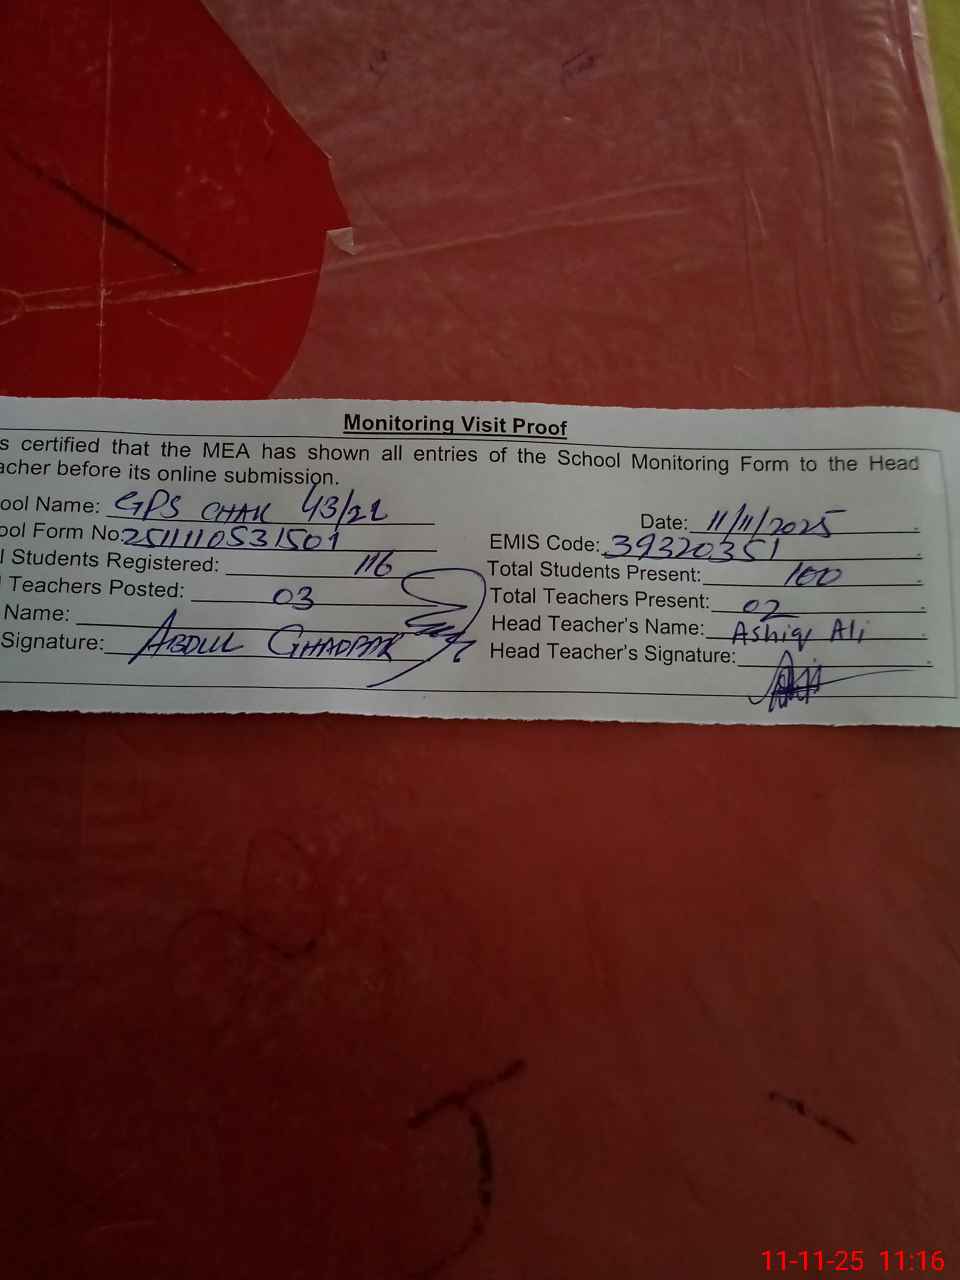 Monitoring Visit Proof
s certified that the MEA has shown all entries of the School Monitoring Form to the Head
acher before its online submission.
ool Name: GPS CHAK 43/2L Date: 11/11/2025
ool Form No: 2511110531501 EMIS Code: 39320351
l Students Registered: 116 Total Students Present: 100
l Teachers Posted: 03 Total Teachers Present: 02
Name: Head Teacher's Name: Ashiq Ali
Signature: ABDUL GHAFFAR Head Teacher's Signature:
11-11-25 11:16